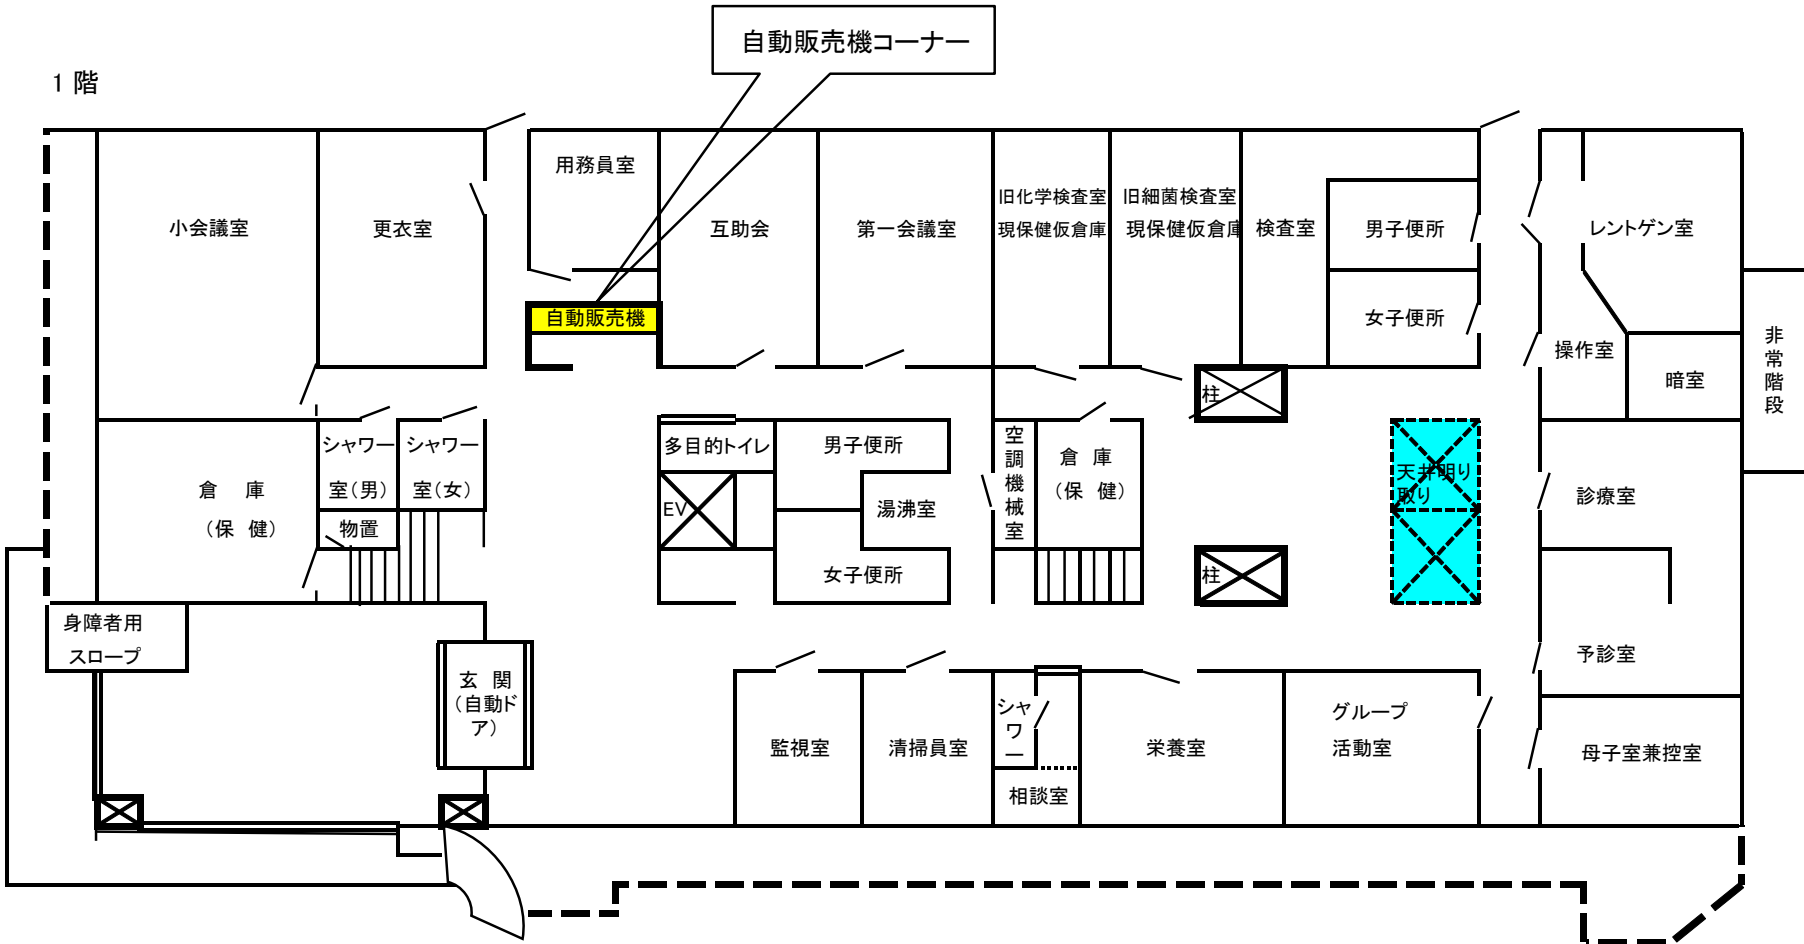 自動販売機コーナー
1 階
用務員室
小会議室
更衣室
互助会
第一会議室
旧化学検査室
現保健仮倉庫
旧細菌検査室
現保健仮倉庫
検査室
男子便所
レントゲン室
自動販売機
女子便所
操作室
暗室
非常階段
柱
シャワー
室(男)
シャワー
室(女)
多目的トイレ
男子便所
空調機械室
倉 庫
(保 健)
天井明り
取り
倉 庫
(保 健)
物置
EV
湯沸室
診療室
女子便所
柱
身障者用
スロープ
玄 関
(自動ド
ア)
予診室
シャ
ワ
ー
グループ
活動室
監視室
清掃員室
栄養室
母子室兼控室
相談室